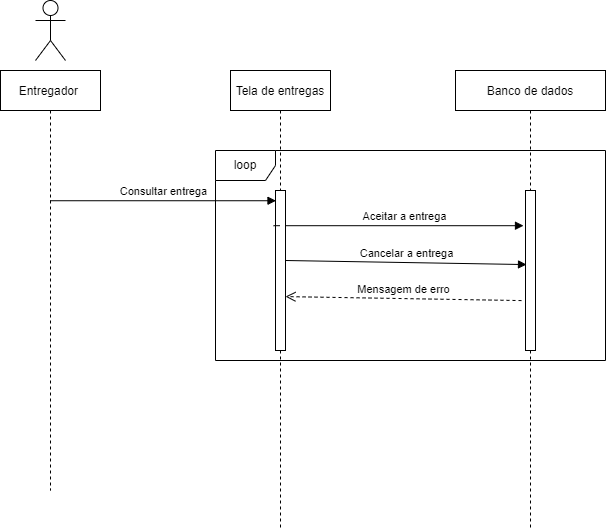 Entregador
Tela de entregas
Banco de dados
loop
Consultar entrega
Aceitar a entrega
Cancelar a entrega
Mensagem de erro